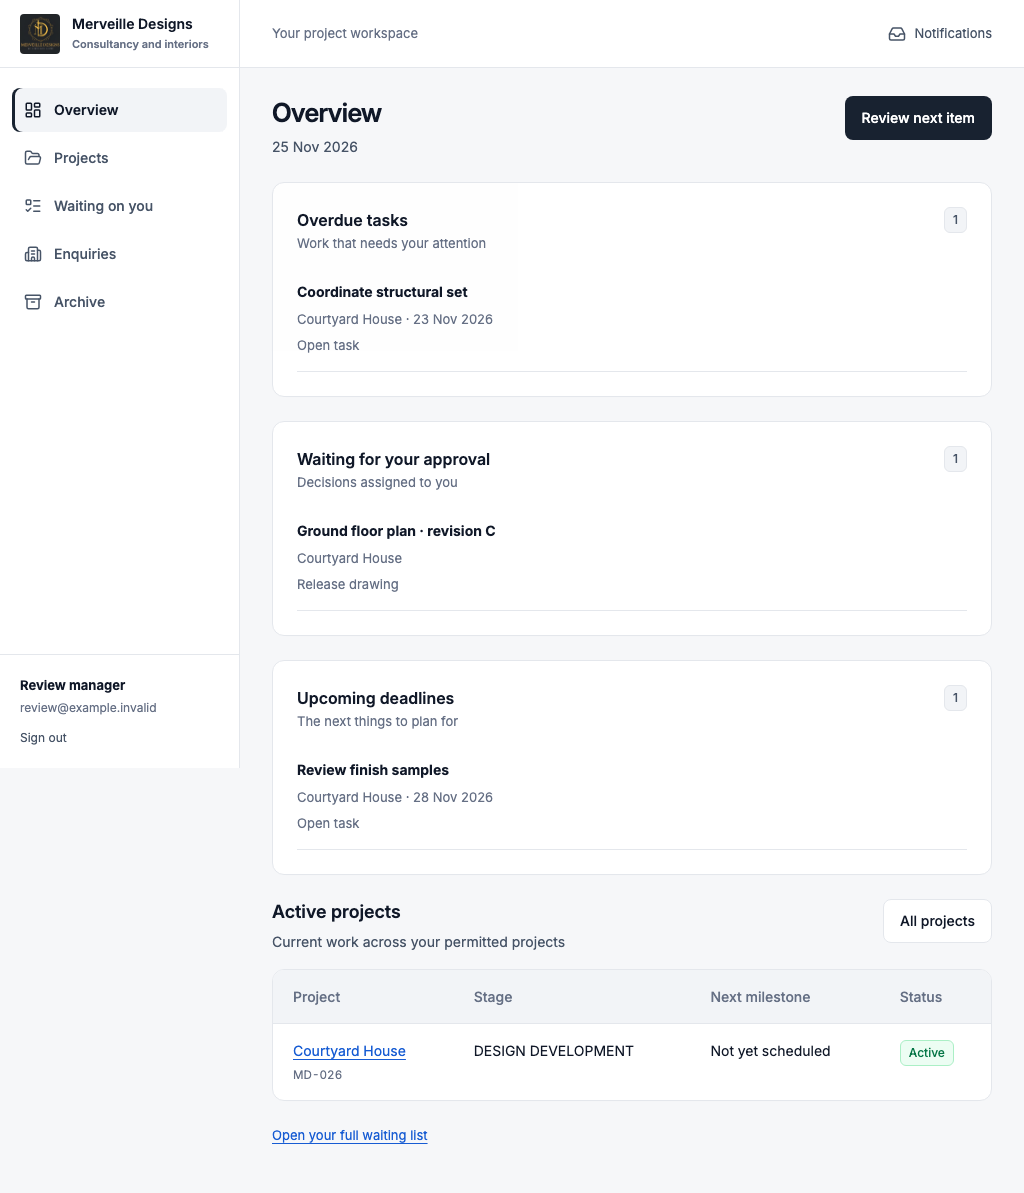 Merveille Designs
Consultancy and interiors
Your project workspace
Notifications
Overview
Projects
Waiting on you
Enquiries
Archive
Review manager
review@example.invalid
Sign out
Overview
25 Nov 2026
Review next item
Overdue tasks
1
Work that needs your attention
Coordinate structural set
Courtyard House · 23 Nov 2026
Open task
Waiting for your approval
1
Decisions assigned to you
Ground floor plan · revision C
Courtyard House
Release drawing
Upcoming deadlines
1
The next things to plan for
Review finish samples
Courtyard House · 28 Nov 2026
Open task
Active projects
Current work across your permitted projects
All projects
Project Stage Next milestone Status
Courtyard House DESIGN DEVELOPMENT Not yet scheduled Active
MD-026
Open your full waiting list